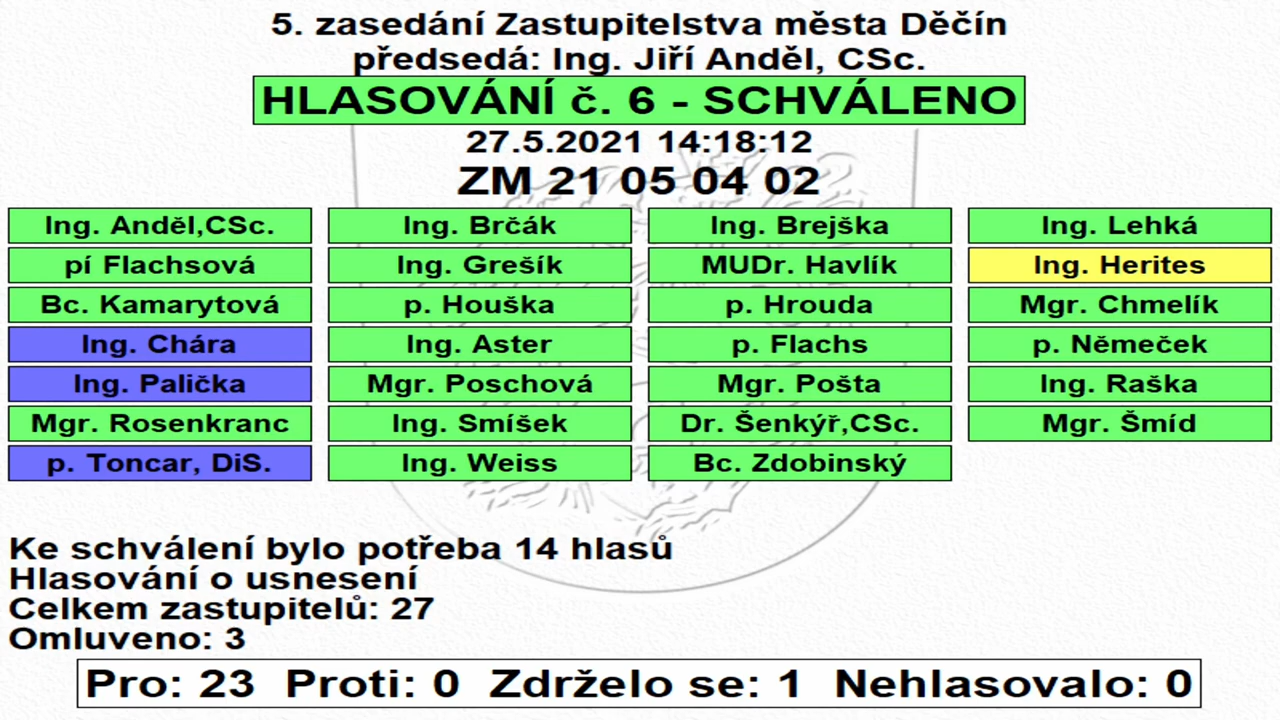 5. zasedání Zastupitelstva města Děčín
předsedá: Ing. Jiří Anděl, CSc.
HLASOVÁNÍ č. 6 - SCHVÁLENO
27.5.2021 14:18:12
ZM 21 05 04 02
Ing. Anděl,CSc. Ing. Brčák Ing. Brejška Ing. Lehká
pí Flachsová Ing. Grešík MUDr. Havlík Ing. Herites
Bc. Kamarytová p. Houška p. Hrouda Mgr. Chmelík
Ing. Chára Ing. Aster p. Flachs p. Němeček
Ing. Palička Mgr. Poschová Mgr. Pošta Ing. Raška
Mgr. Rosenkranc Ing. Smíšek Dr. Šenkýř,CSc. Mgr. Šmíd
p. Toncar, DiS. Ing. Weiss Bc. Zdobinský
Ke schválení bylo potřeba 14 hlasů
Hlasování o usnesení
Celkem zastupitelů: 27
Omluveno: 3
Pro: 23 Proti: 0 Zdrželo se: 1 Nehlasovalo: 0